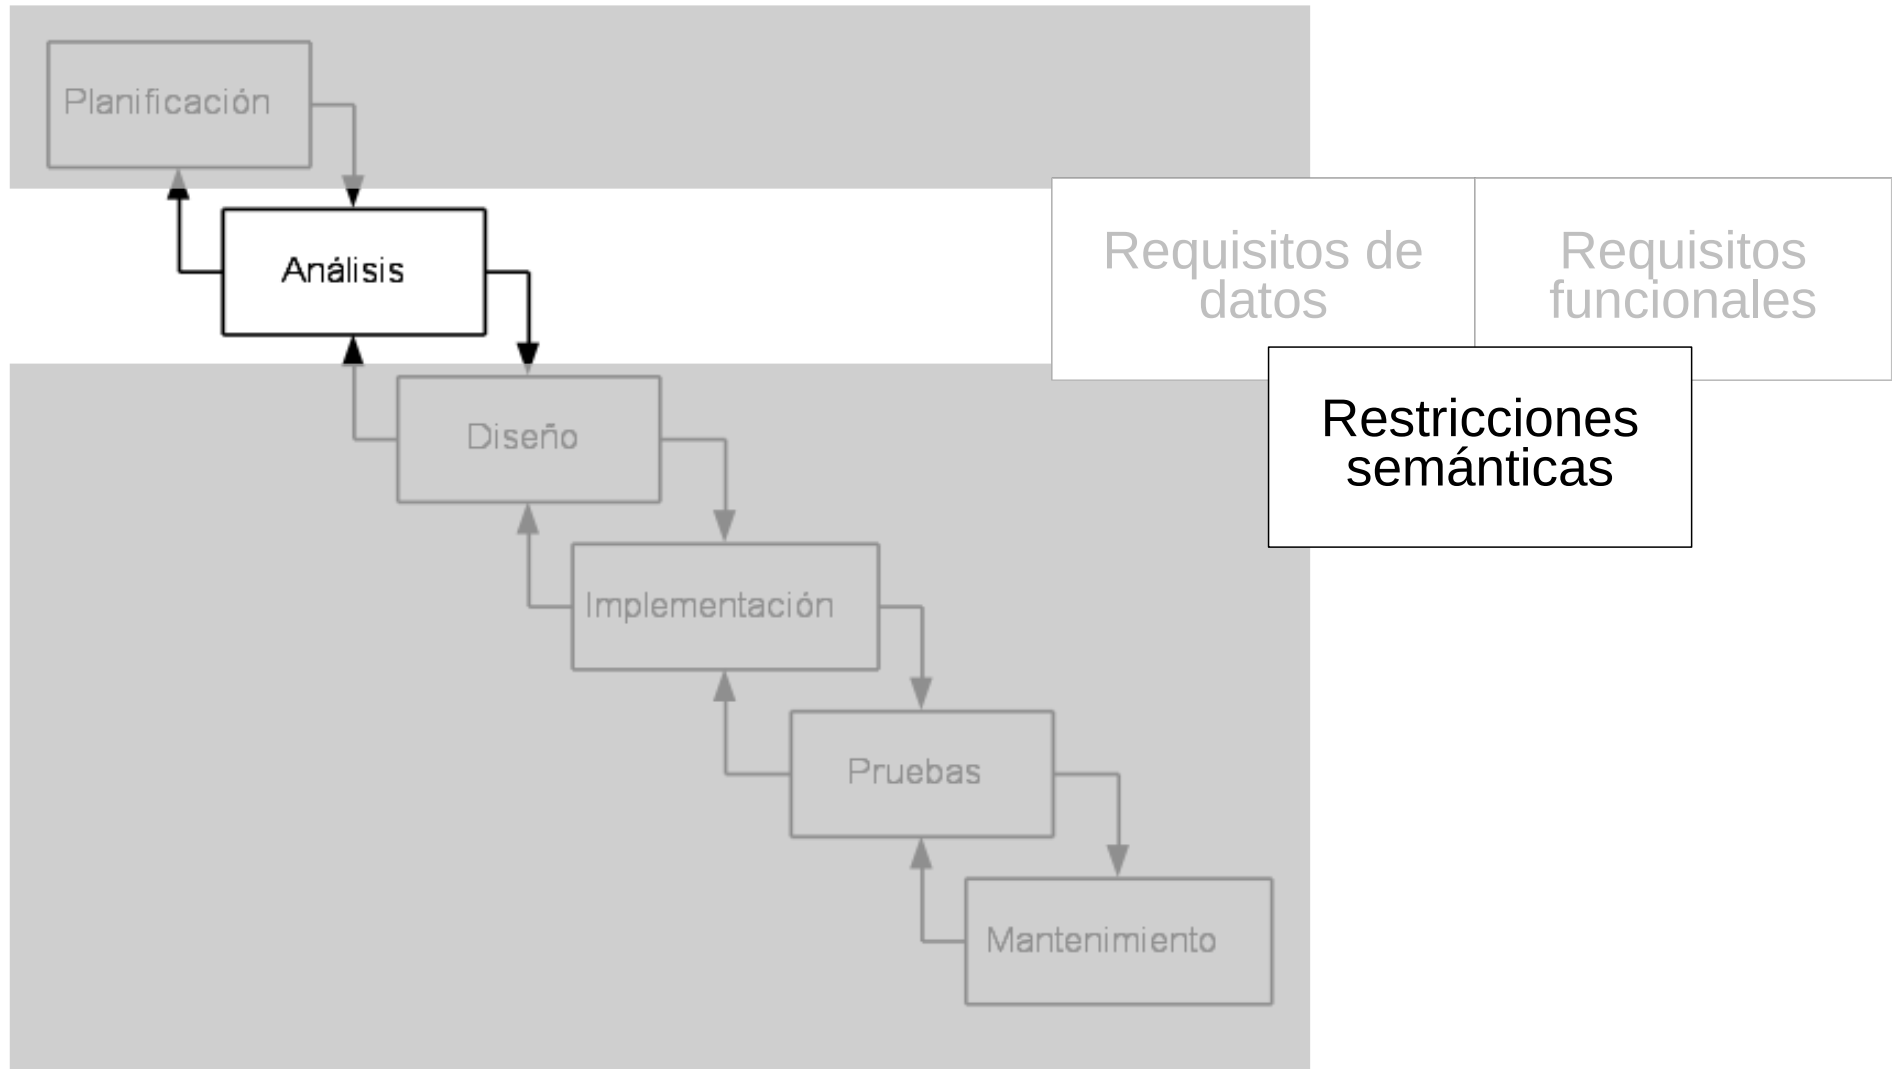 Planificación
Análisis
Requisitos de
datos
Requisitos
funcionales
Restricciones
semánticas
Diseño
Implementación
Pruebas
Mantenimiento